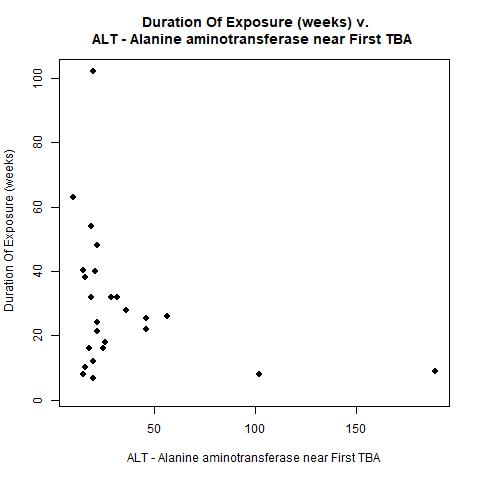 Duration Of Exposure (weeks) v.
ALT - Alanine aminotransferase near First TBA
Duration Of Exposure (weeks)
100
80
60
40
20
0
50
100
150
ALT - Alanine aminotransferase near First TBA